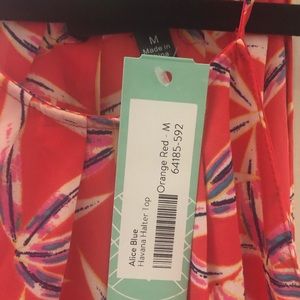 M
Made in
Alice Blue
Havana Halter Top
Orange Red - M
64185-592